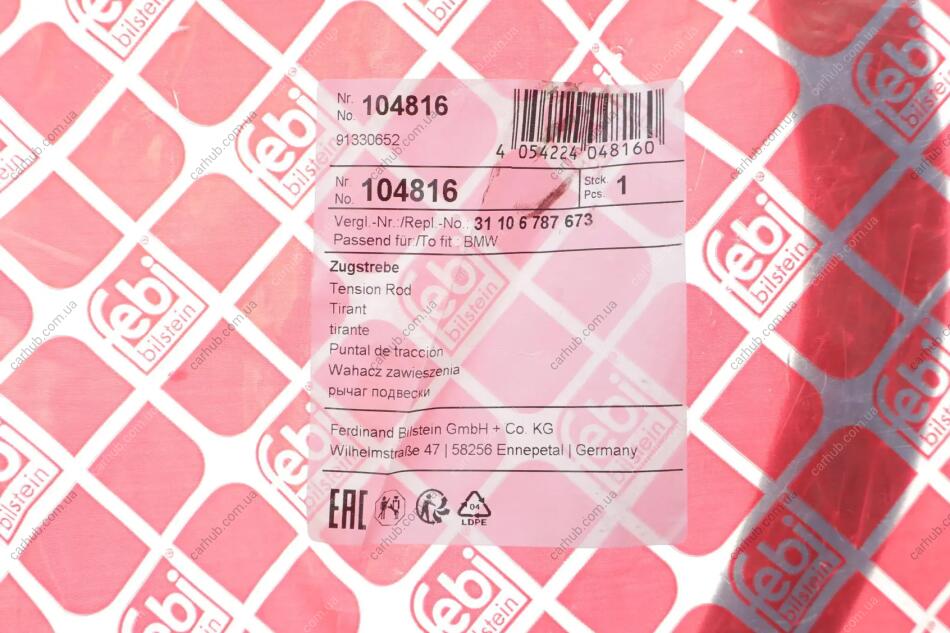 Nr.
No. 104816
91330652
4 054224 048160
Nr.
No. 104816
Stck.
Pcs. 1
Vergl.-Nr.:/Repl.-No.: 31 10 6 787 673
Passend für:/To fit: BMW
Zugstrebe
Tension Rod
Tirant
tirante
Puntal de tracción
Wahacz zawieszenia
рычаг подвески
Ferdinand Bilstein GmbH + Co. KG
Wilhelmstraße 47 | 58256 Ennepetal | Germany
EAC
04
LDPE
febi
bilstein
carhub.com.ua